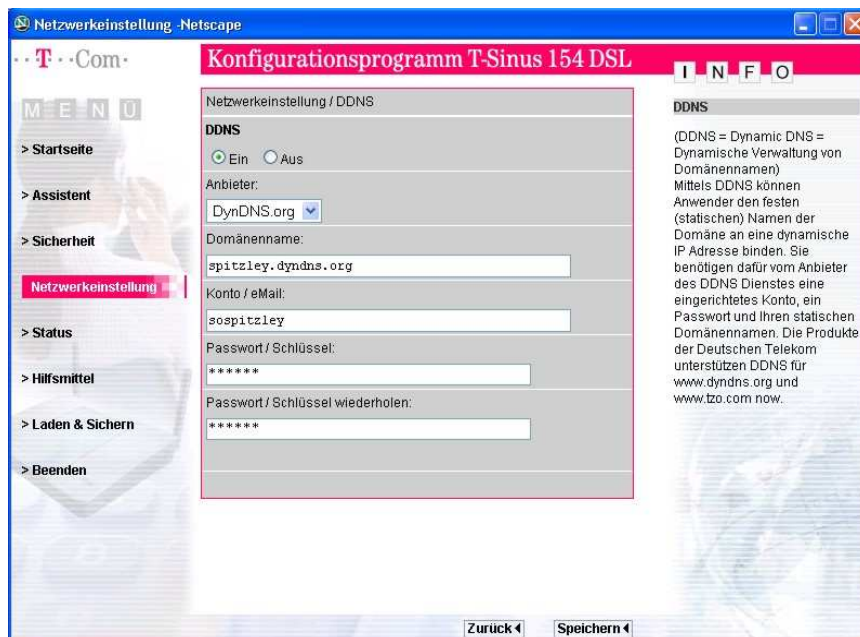 Netzwerkeinstellung -Netscape
· · T · ·Com·
Konfigurationsprogramm T-Sinus 154 DSL
INFO
MENÜ
> Startseite
> Assistent
> Sicherheit
Netzwerkeinstellung
> Status
> Hilfsmittel
> Laden & Sichern
> Beenden
Netzwerkeinstellung / DDNS
DDNS
Ein Aus
Anbieter:
DynDNS.org
Domänenname:
spitzley.dyndns.org
Konto / eMail:
sospitzley
Passwort / Schlüssel:
******
Passwort / Schlüssel wiederholen:
******
DDNS
(DDNS = Dynamic DNS =
Dynamische Verwaltung von
Domänennamen)
Mittels DDNS können
Anwender den festen
(statischen) Namen der
Domäne an eine dynamische
IP Adresse binden. Sie
benötigen dafür vom Anbieter
des DDNS Dienstes eine
eingerichtetes Konto, ein
Passwort und Ihren statischen
Domänennamen. Die Produkte
der Deutschen Telekom
unterstützen DDNS für
www.dyndns.org und
www.tzo.com now.
Zurück Speichern